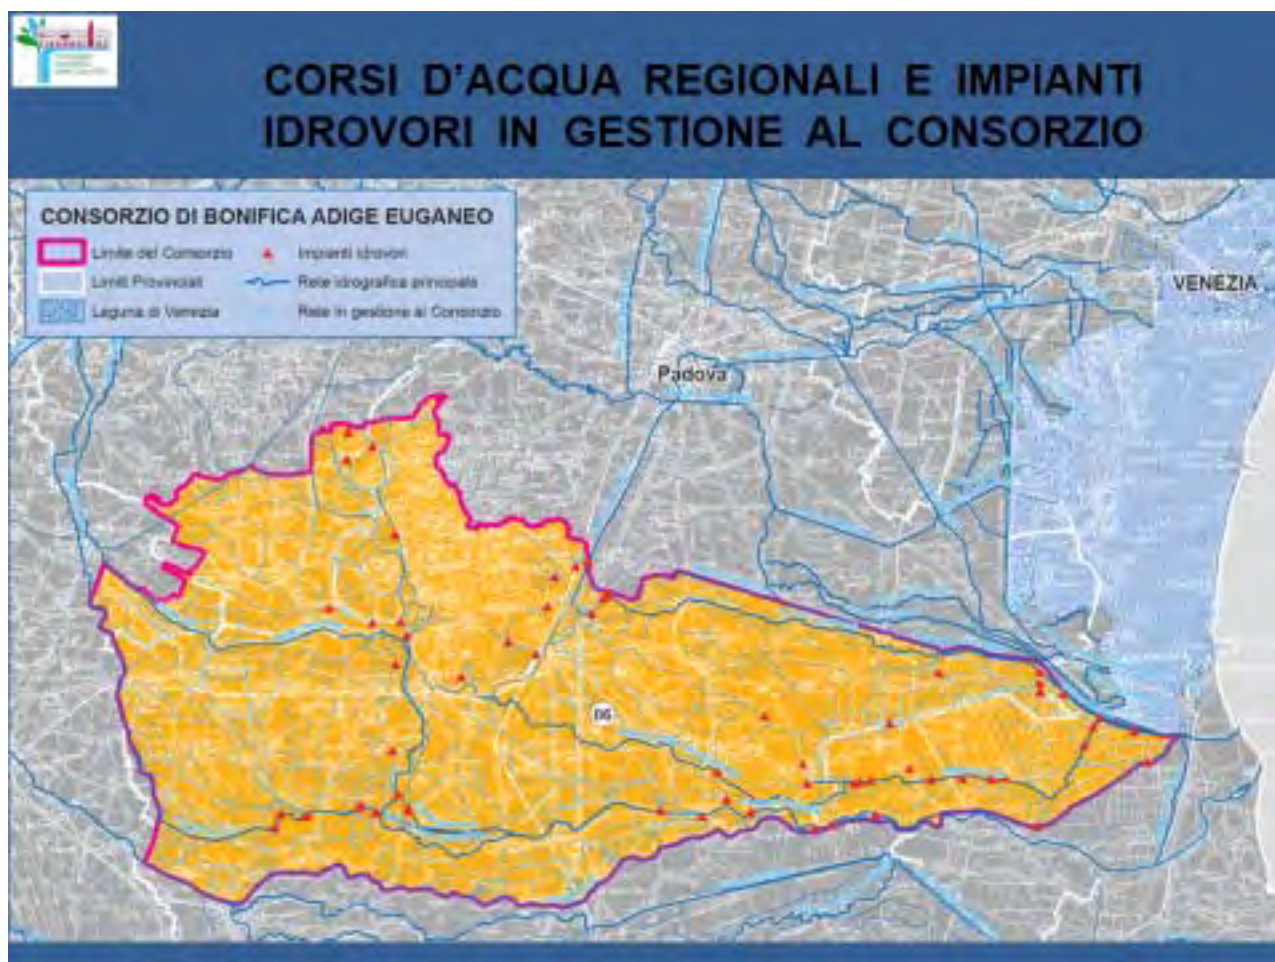 CORSI D'ACQUA REGIONALI E IMPIANTI
IDROVORI IN GESTIONE AL CONSORZIO
CONSORZIO DI BONIFICA ADIGE EUGANEO
Limite del Consorzio
Impianti Idrovori
Limiti Provinciali
Rete idrografica principale
Laguna di Venezia
Rete in gestione al Consorzio
VENEZIA
Padova